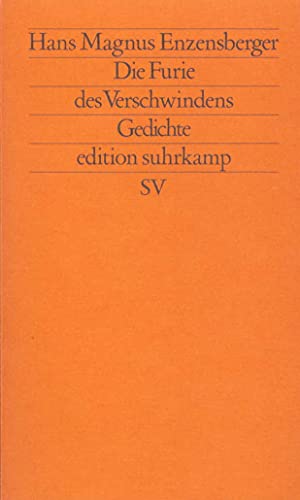 Hans Magnus Enzensberger
Die Furie
des Verschwindens
Gedichte
edition suhrkamp
SV